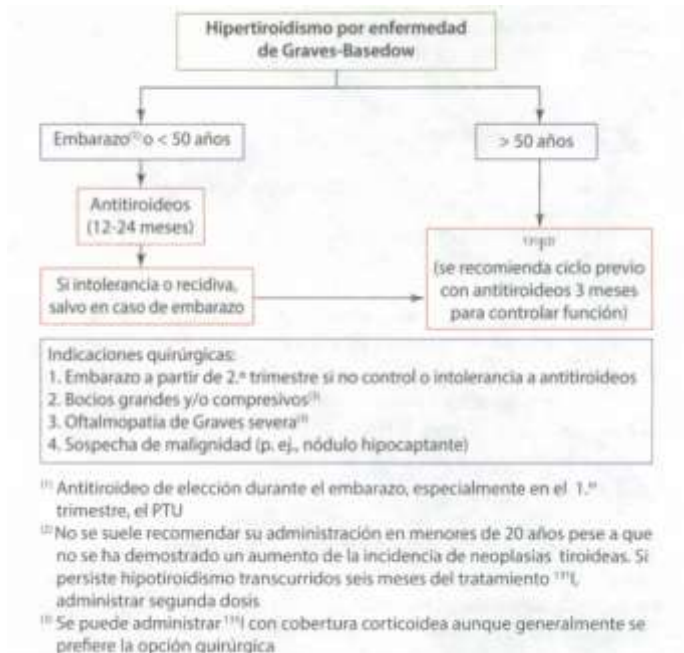 Hipertiroidismo por enfermedad
de Graves-Basedow
Embarazo⁽¹⁾ o < 50 años
> 50 años
Antitiroideos
(12-24 meses)
¹³¹I⁽²⁾
(se recomienda ciclo previo
con antitiroideos 3 meses
para controlar función)
Si intolerancia o recidiva,
salvo en caso de embarazo
Indicaciones quirúrgicas:
1. Embarazo a partir de 2.º trimestre si no control o intolerancia a antitiroideos
2. Bocios grandes y/o compresivos⁽³⁾
3. Oftalmopatía de Graves severa⁽³⁾
4. Sospecha de malignidad (p. ej., nódulo hipocaptante)
⁽¹⁾ Antitiroideo de elección durante el embarazo, especialmente en el 1.ᵉʳ
trimestre, el PTU
⁽²⁾ No se suele recomendar su administración en menores de 20 años pese a que
no se ha demostrado un aumento de la incidencia de neoplasias tiroideas. Si
persiste hipotiroidismo transcurridos seis meses del tratamiento ¹³¹I,
administrar segunda dosis
⁽³⁾ Se puede administrar ¹³¹I con cobertura corticoidea aunque generalmente se
prefiere la opción quirúrgica